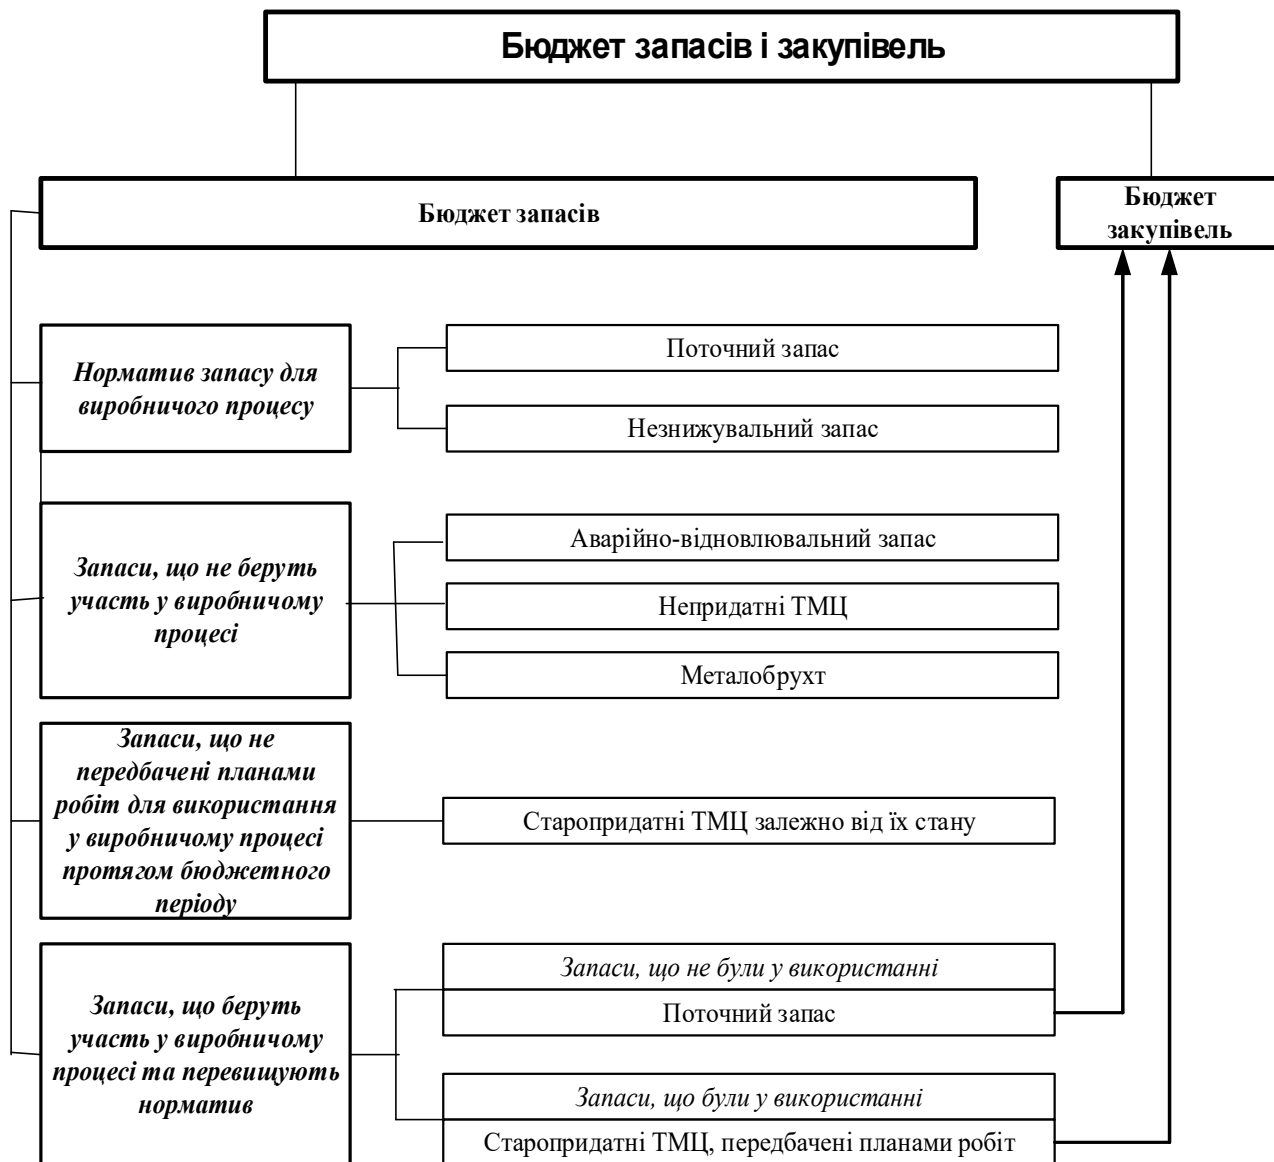 Бюджет запасів і закупівель
Бюджет запасів
Бюджет
закупівель
Норматив запасу для
виробничого процесу
Поточний запас
Незнижувальний запас
Запаси, що не беруть
участь у виробничому
процесі
Аварійно-відновлювальний запас
Непридатні ТМЦ
Металобрухт
Запаси, що не
передбачені планами
робіт для використання
у виробничому процесі
протягом бюджетного
періоду
Старопридатні ТМЦ залежно від їх стану
Запаси, що беруть
участь у виробничому
процесі та перевищують
норматив
Запаси, що не були у використанні
Поточний запас
Запаси, що були у використанні
Старопридатні ТМЦ, передбачені планами робіт